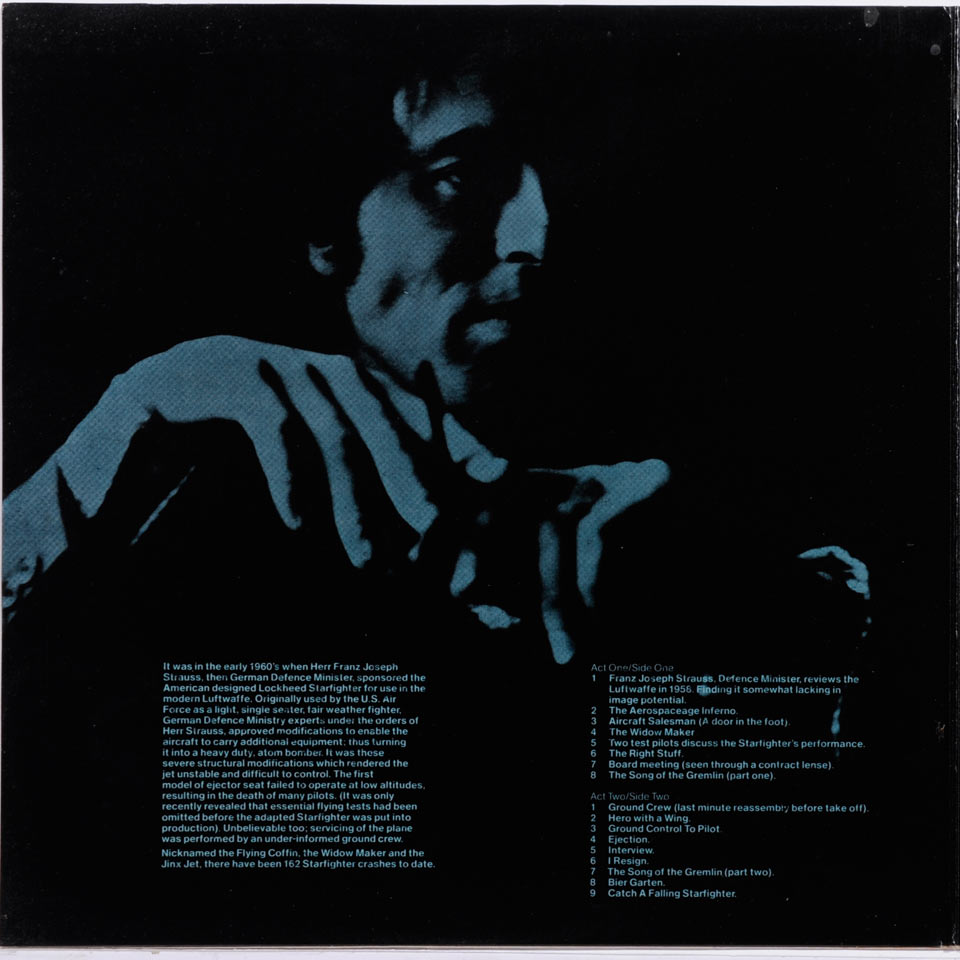 It was in the early 1960's when Herr Franz Joseph
Strauss, then German Defence Minister, sponsored the
American designed Lockheed Starfighter for use in the
modern Luftwaffe. Originally used by the U.S. Air
Force as a light, single seater, fair weather fighter,
German Defence Ministry experts under the orders of
Herr Strauss, approved modifications to enable the
aircraft to carry additional equipment; thus turning
it into a heavy duty, atom bomber. It was those
severe structural modifications which rendered the
jet unstable and difficult to control. The first
model of ejector seat failed to operate at low altitudes,
resulting in the death of many pilots. (It was only
recently revealed that essential flying tests had been
omitted before the adapted Starfighter was put into
production). Unbelievable too; servicing of the plane
was performed by an under-informed ground crew.
Nicknamed the Flying Coffin, the Widow Maker and the
Jinx Jet, there have been 162 Starfighter crashes to date.
Act One/Side One
1 Franz Joseph Strauss, Defence Minister, reviews the
Luftwaffe in 1958. Finding it somewhat lacking in
image potential.
2 The Aerospaceage Inferno.
3 Aircraft Salesman (A door in the foot).
4 The Widow Maker
5 Two test pilots discuss the Starfighter's performance.
6 The Right Stuff.
7 Board meeting (seen through a contract lense).
8 The Song of the Gremlin (part one).
Act Two/Side Two
1 Ground Crew (last minute reassembly before take off).
2 Hero with a Wing.
3 Ground Control To Pilot.
4 Ejection.
5 Interview.
6 I Resign.
7 The Song of the Gremlin (part two).
8 Bier Garten.
9 Catch A Falling Starfighter.